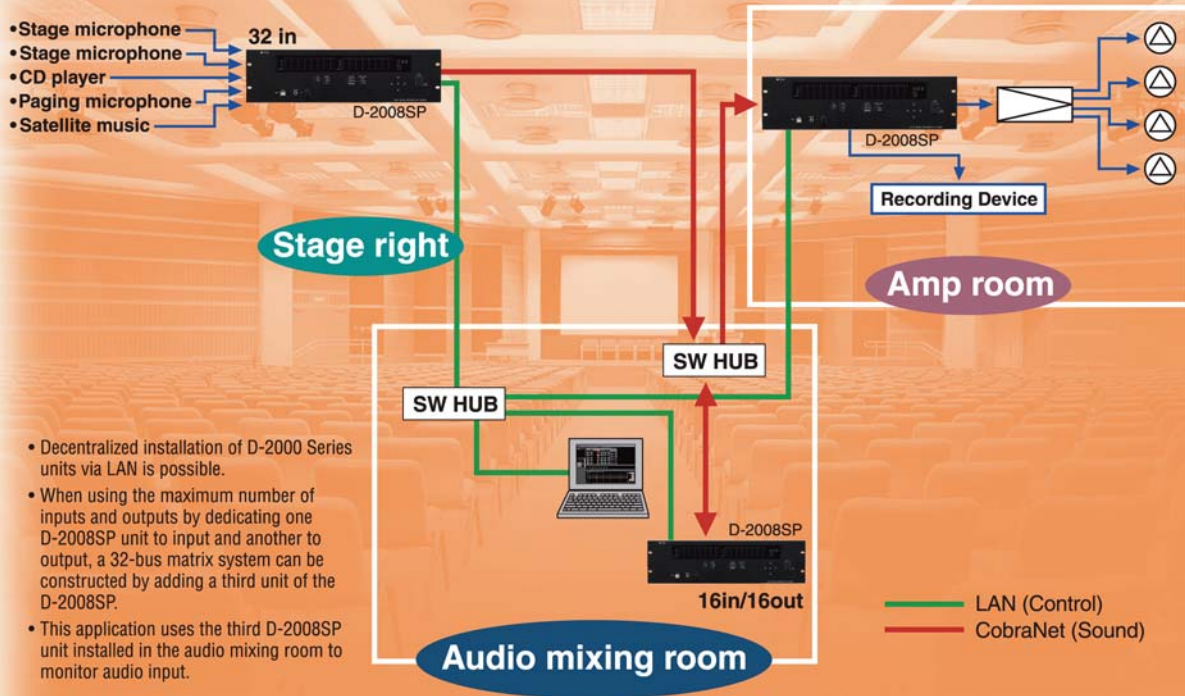 •Stage microphone
•Stage microphone
•CD player
•Paging microphone
•Satellite music
32 in
D-2008SP
D-2008SP
Recording Device
Stage right
Amp room
SW HUB
SW HUB
• Decentralized installation of D-2000 Series
units via LAN is possible.
• When using the maximum number of
inputs and outputs by dedicating one
D-2008SP unit to input and another to
output, a 32-bus matrix system can be
constructed by adding a third unit of the
D-2008SP.
• This application uses the third D-2008SP
unit installed in the audio mixing room to
monitor audio input.
D-2008SP
16in/16out
LAN (Control)
CobraNet (Sound)
Audio mixing room